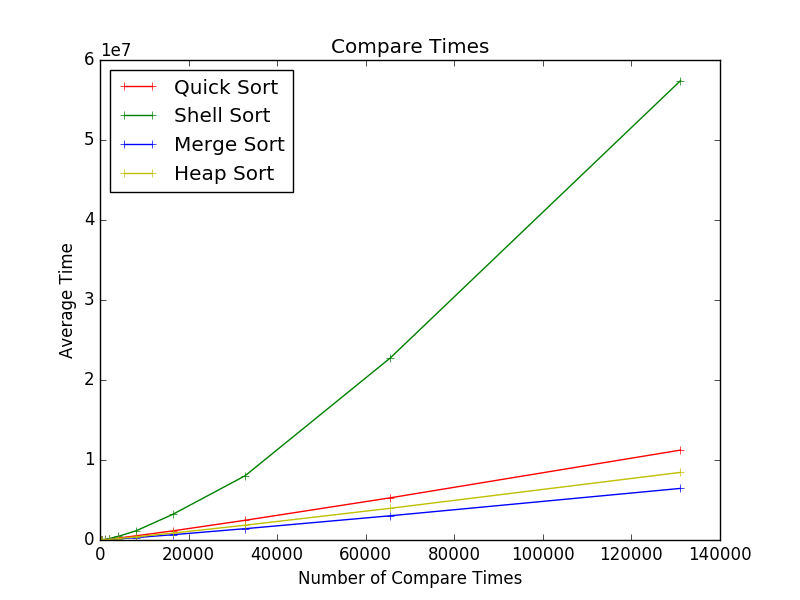 Compare Times
1e7
Quick Sort
Shell Sort
Merge Sort
Heap Sort
6
5
4
3
2
1
0
Average Time
0 20000 40000 60000 80000 100000 120000 140000
Number of Compare Times